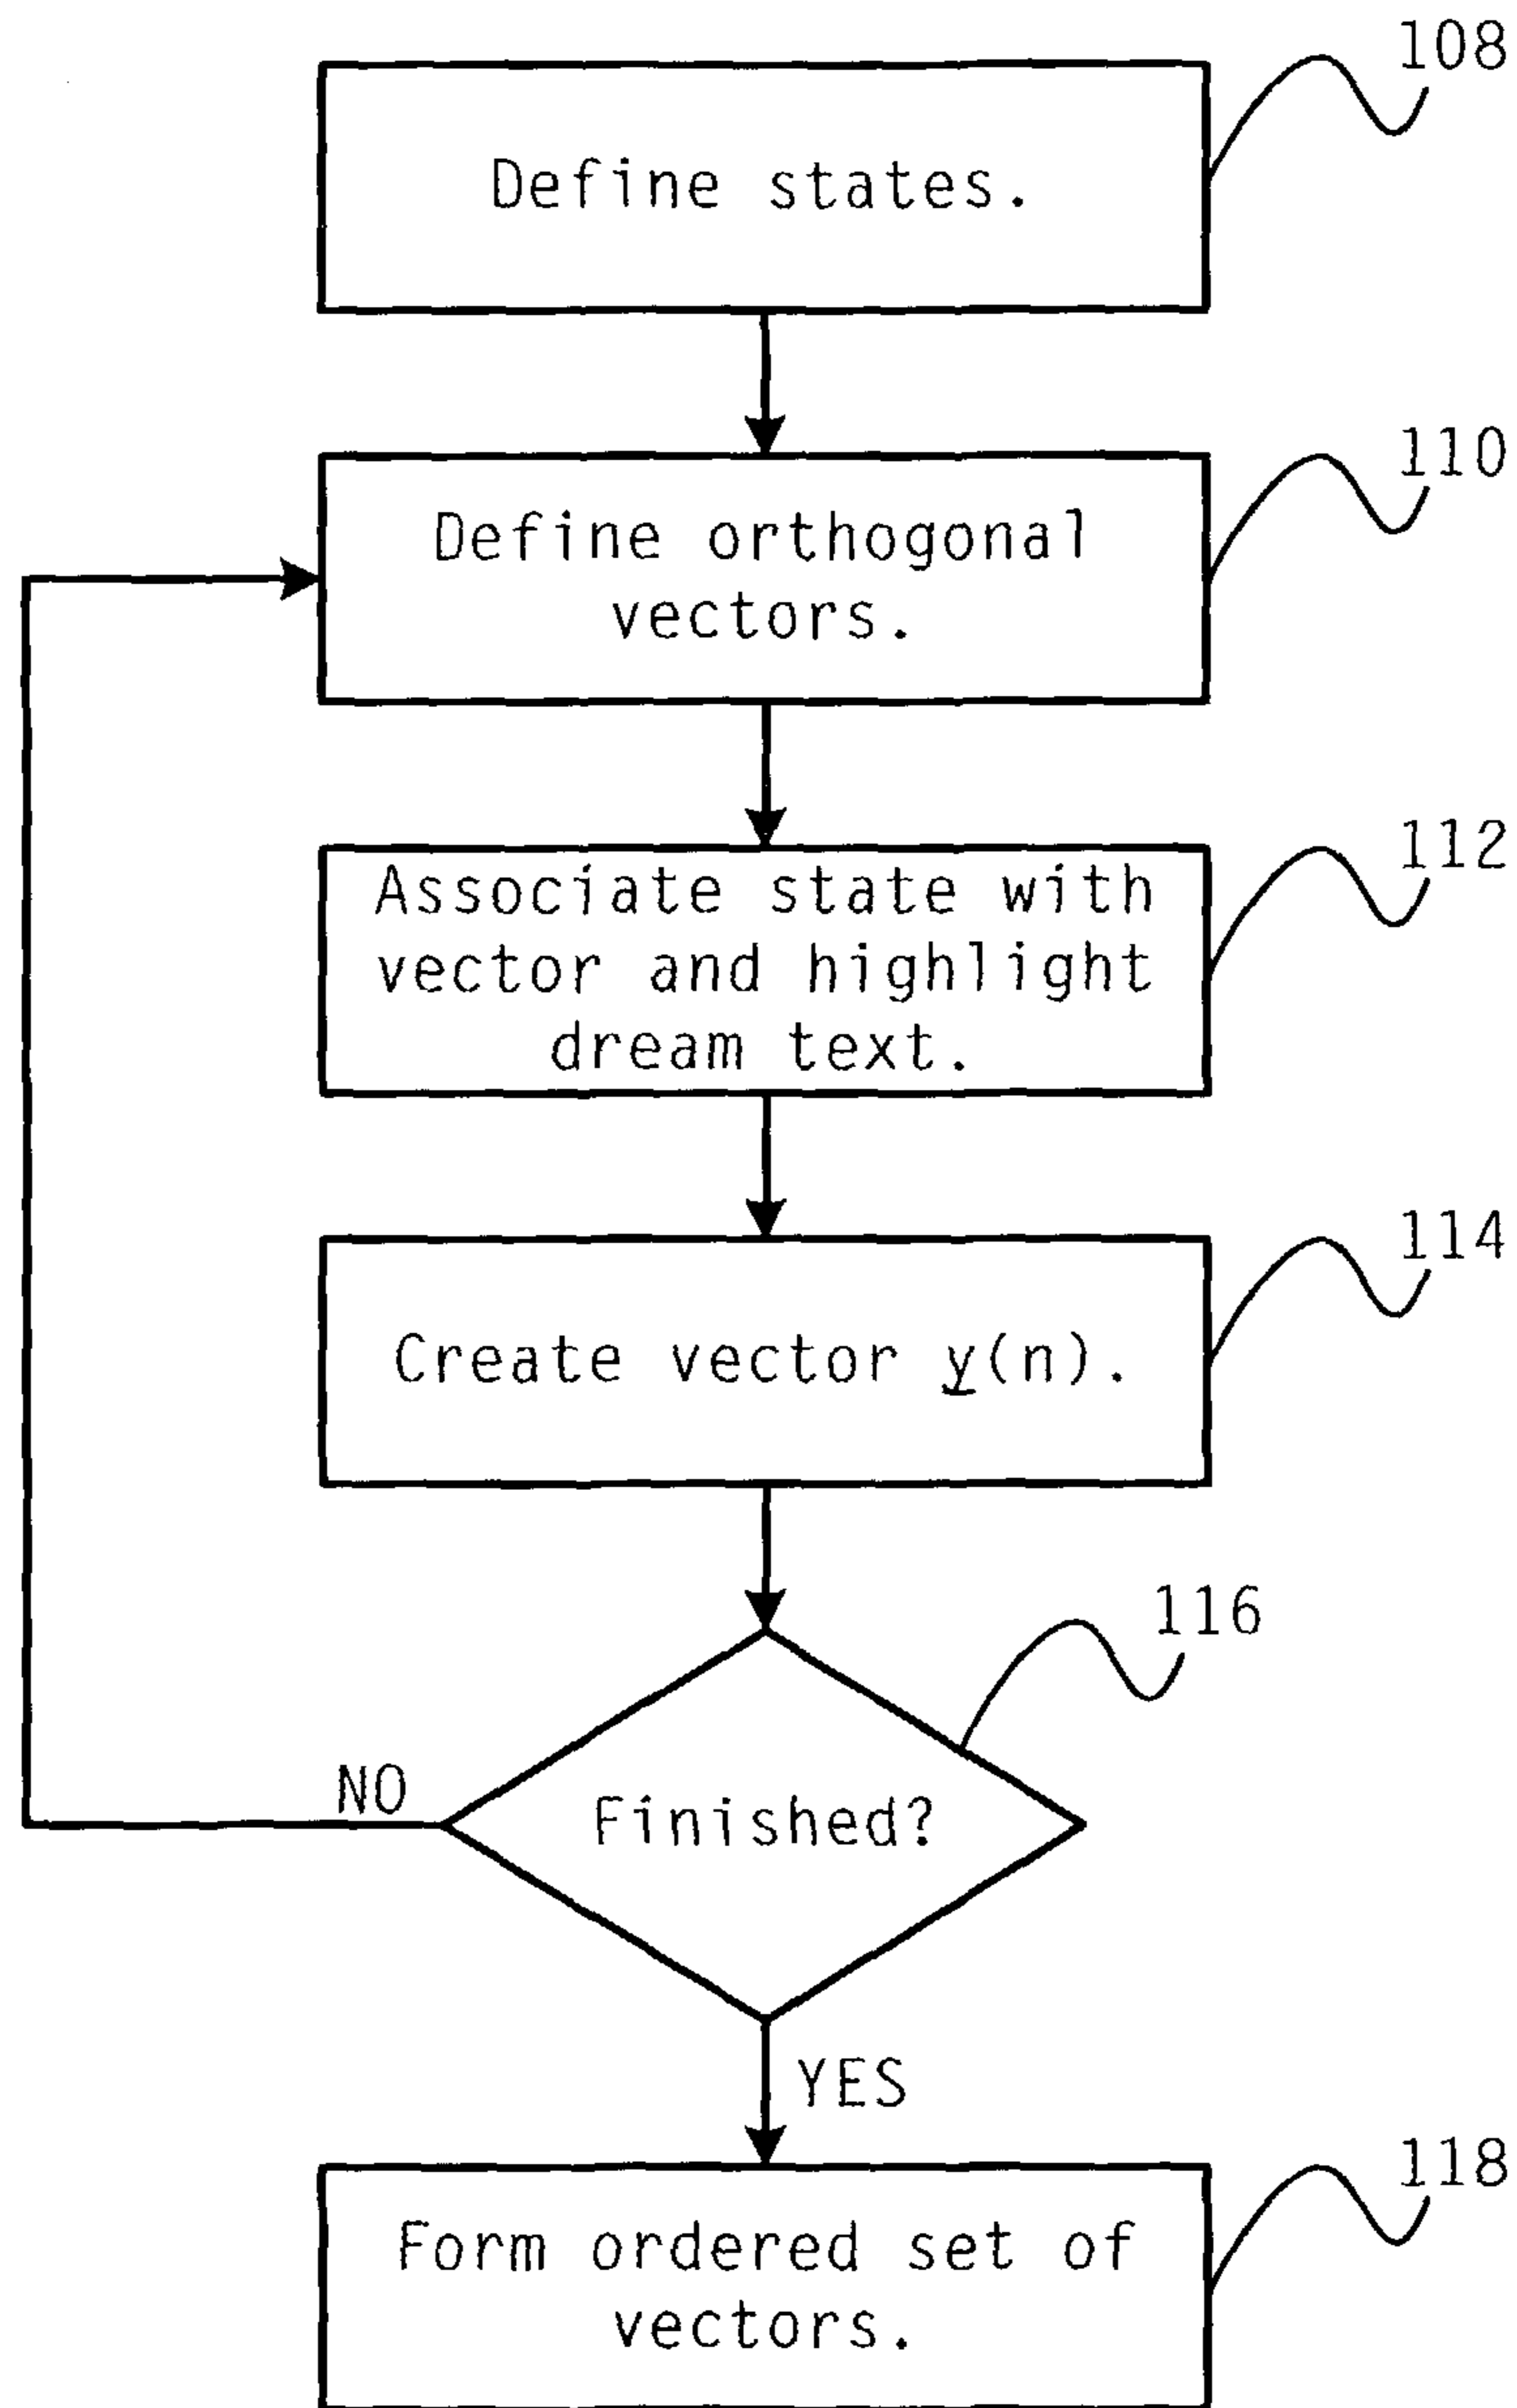 108
Define states.
110
Define orthogonal
vectors.
112
Associate state with
vector and highlight
dream text.
114
Create vector y(n).
116
NO
Finished?
YES
118
Form ordered set of
vectors.